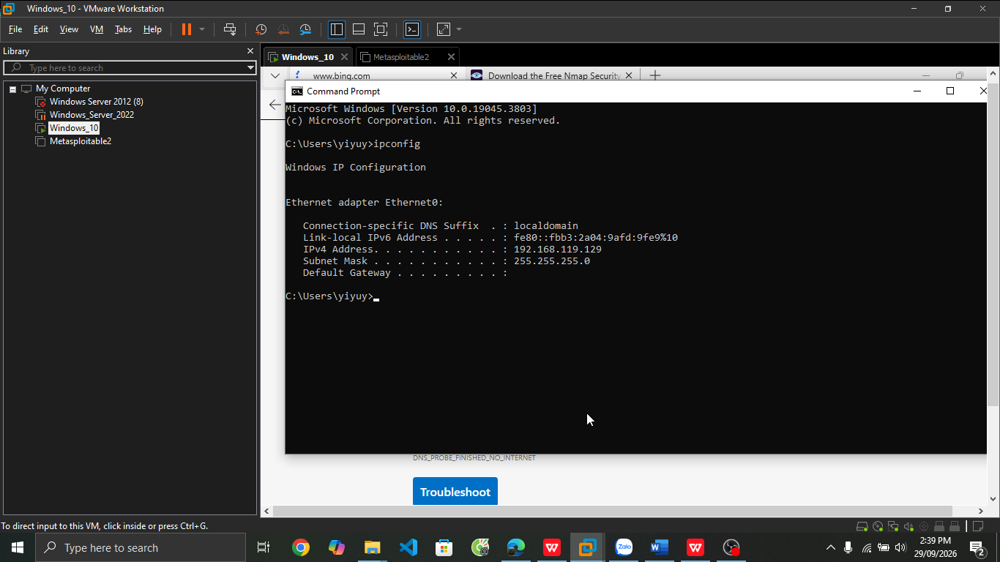 Windows_10 - VMware Workstation
File Edit View VM Tabs Help
Library
Type here to search
My Computer
Windows Server 2012 (8)
Windows_Server_2022
Windows_10
Metasploitable2
Windows_10
Metasploitable2
www.bing.com
Download the Free Nmap Security
Command Prompt
Microsoft Windows [Version 10.0.19045.3803]
(c) Microsoft Corporation. All rights reserved.
C:\Users\yiyuy>ipconfig
Windows IP Configuration
Ethernet adapter Ethernet0:
Connection-specific DNS Suffix . : localdomain
Link-local IPv6 Address . . . . . : fe80::fbb3:2a04:9afd:9fe9%10
IPv4 Address. . . . . . . . . . . : 192.168.119.129
Subnet Mask . . . . . . . . . . . : 255.255.255.0
Default Gateway . . . . . . . . . :
C:\Users\yiyuy>
DNS_PROBE_FINISHED_NO_INTERNET
Troubleshoot
To direct input to this VM, click inside or press Ctrl+G.
Type here to search
Zalo
2:39 PM
29/09/2026
2